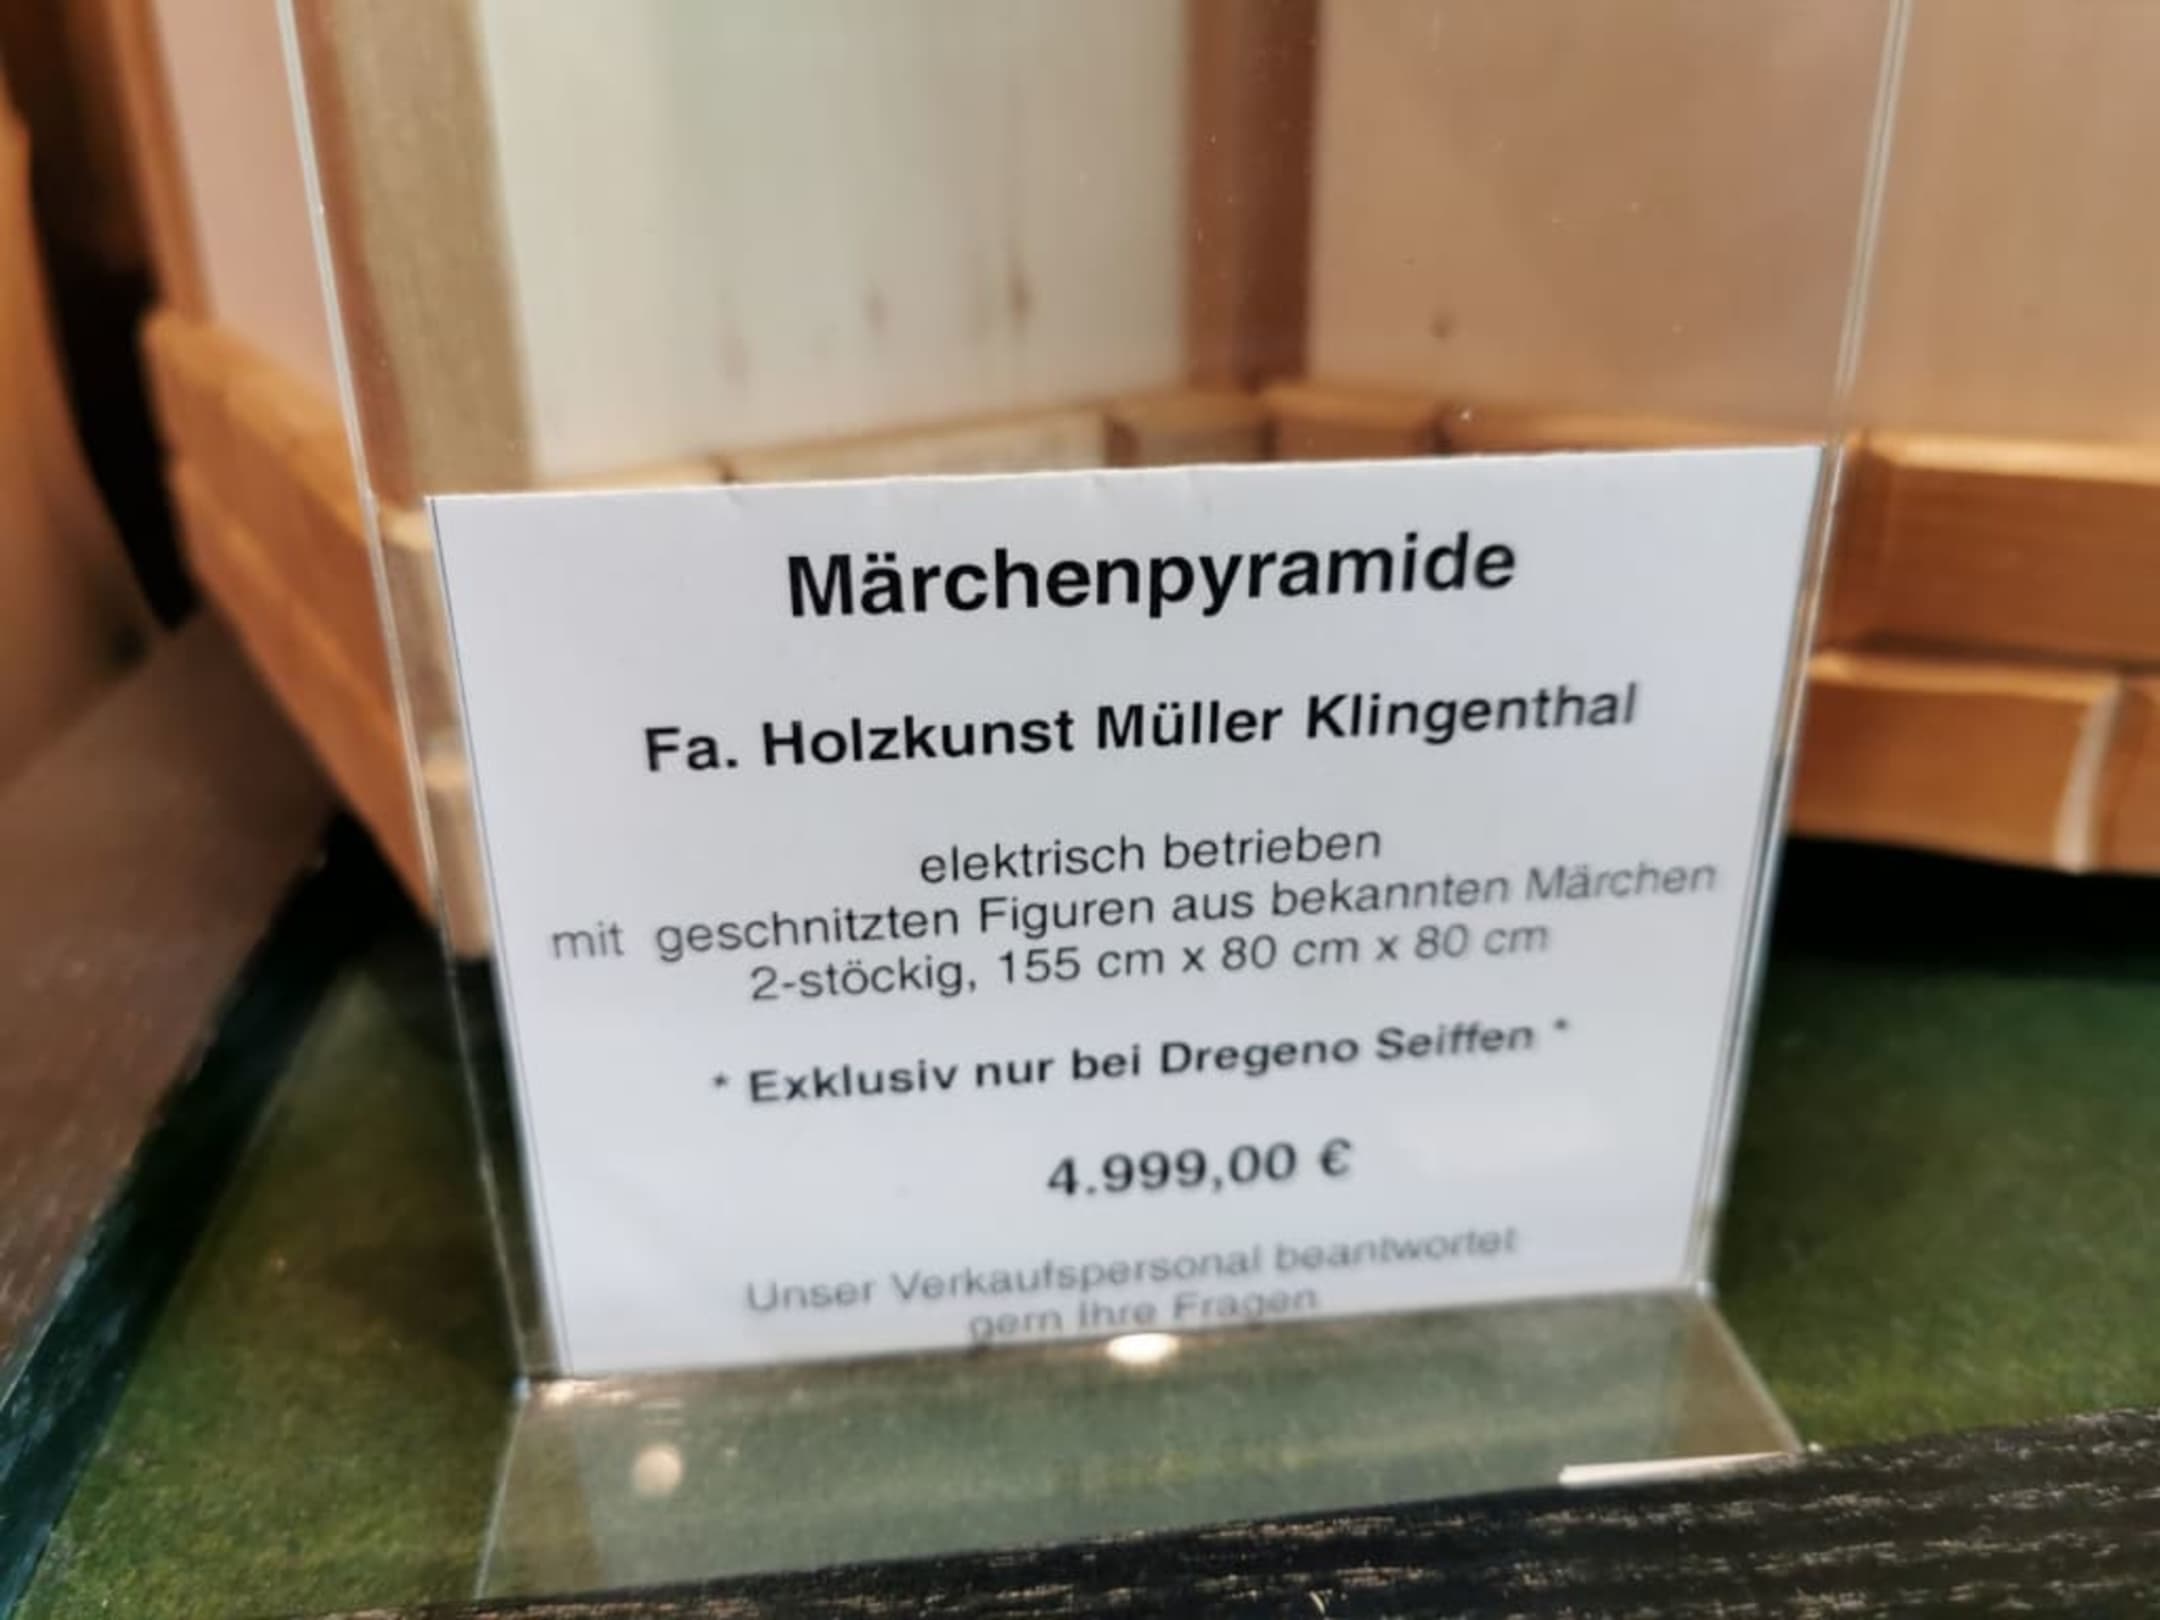 Märchenpyramide
Fa. Holzkunst Müller Klingenthal
elektrisch betrieben
mit geschnitzten Figuren aus bekannten Märchen
2-stöckig, 155 cm x 80 cm x 80 cm
* Exklusiv nur bei Dregeno Seiffen *
4.999,00 €
Unser Verkaufspersonal beantwortet
gern Ihre Fragen